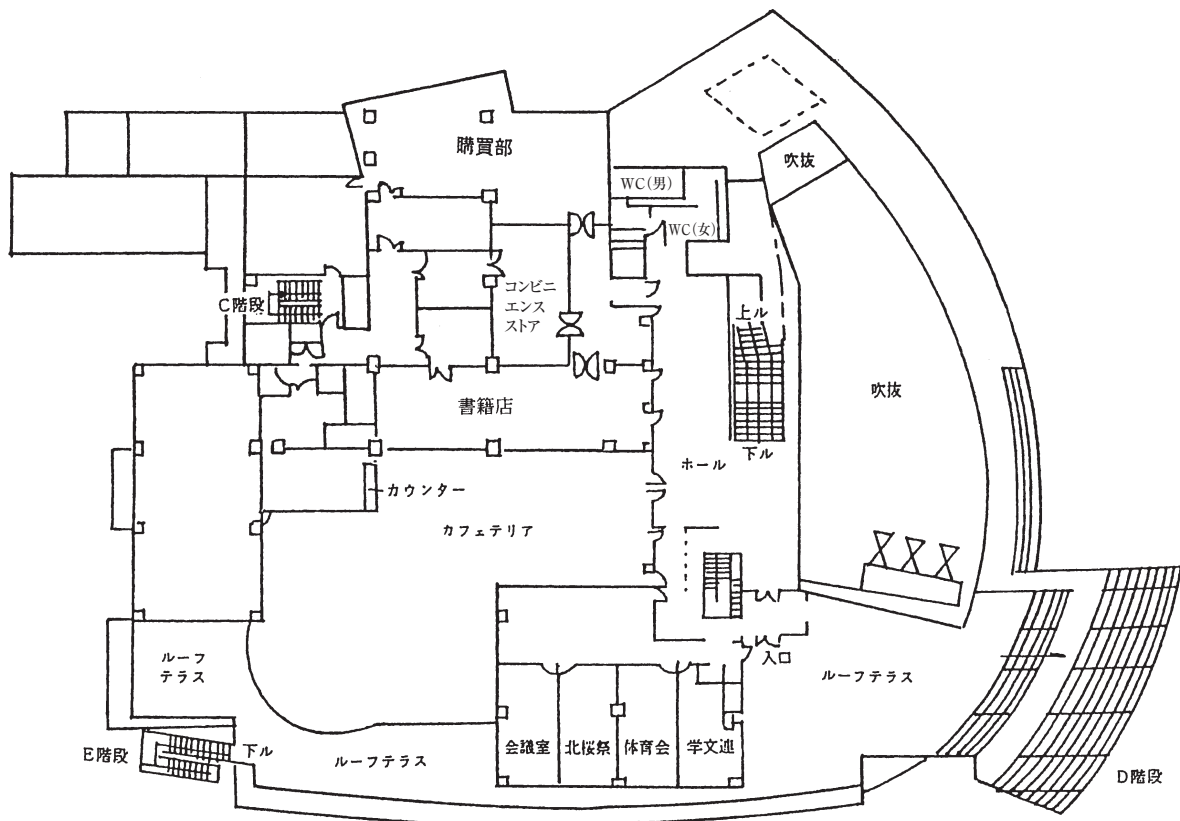 購買部
吹抜
WC(男)
WC(女)
コンビニ
エンス
ストア
C階段
上ル
吹抜
書籍店
下ル
ホール
カウンター
カフェテリア
ルーフ
テラス
入口
ルーフテラス
E階段
下ル
ルーフテラス
会議室
北桜祭
体育会
学文連
D階段